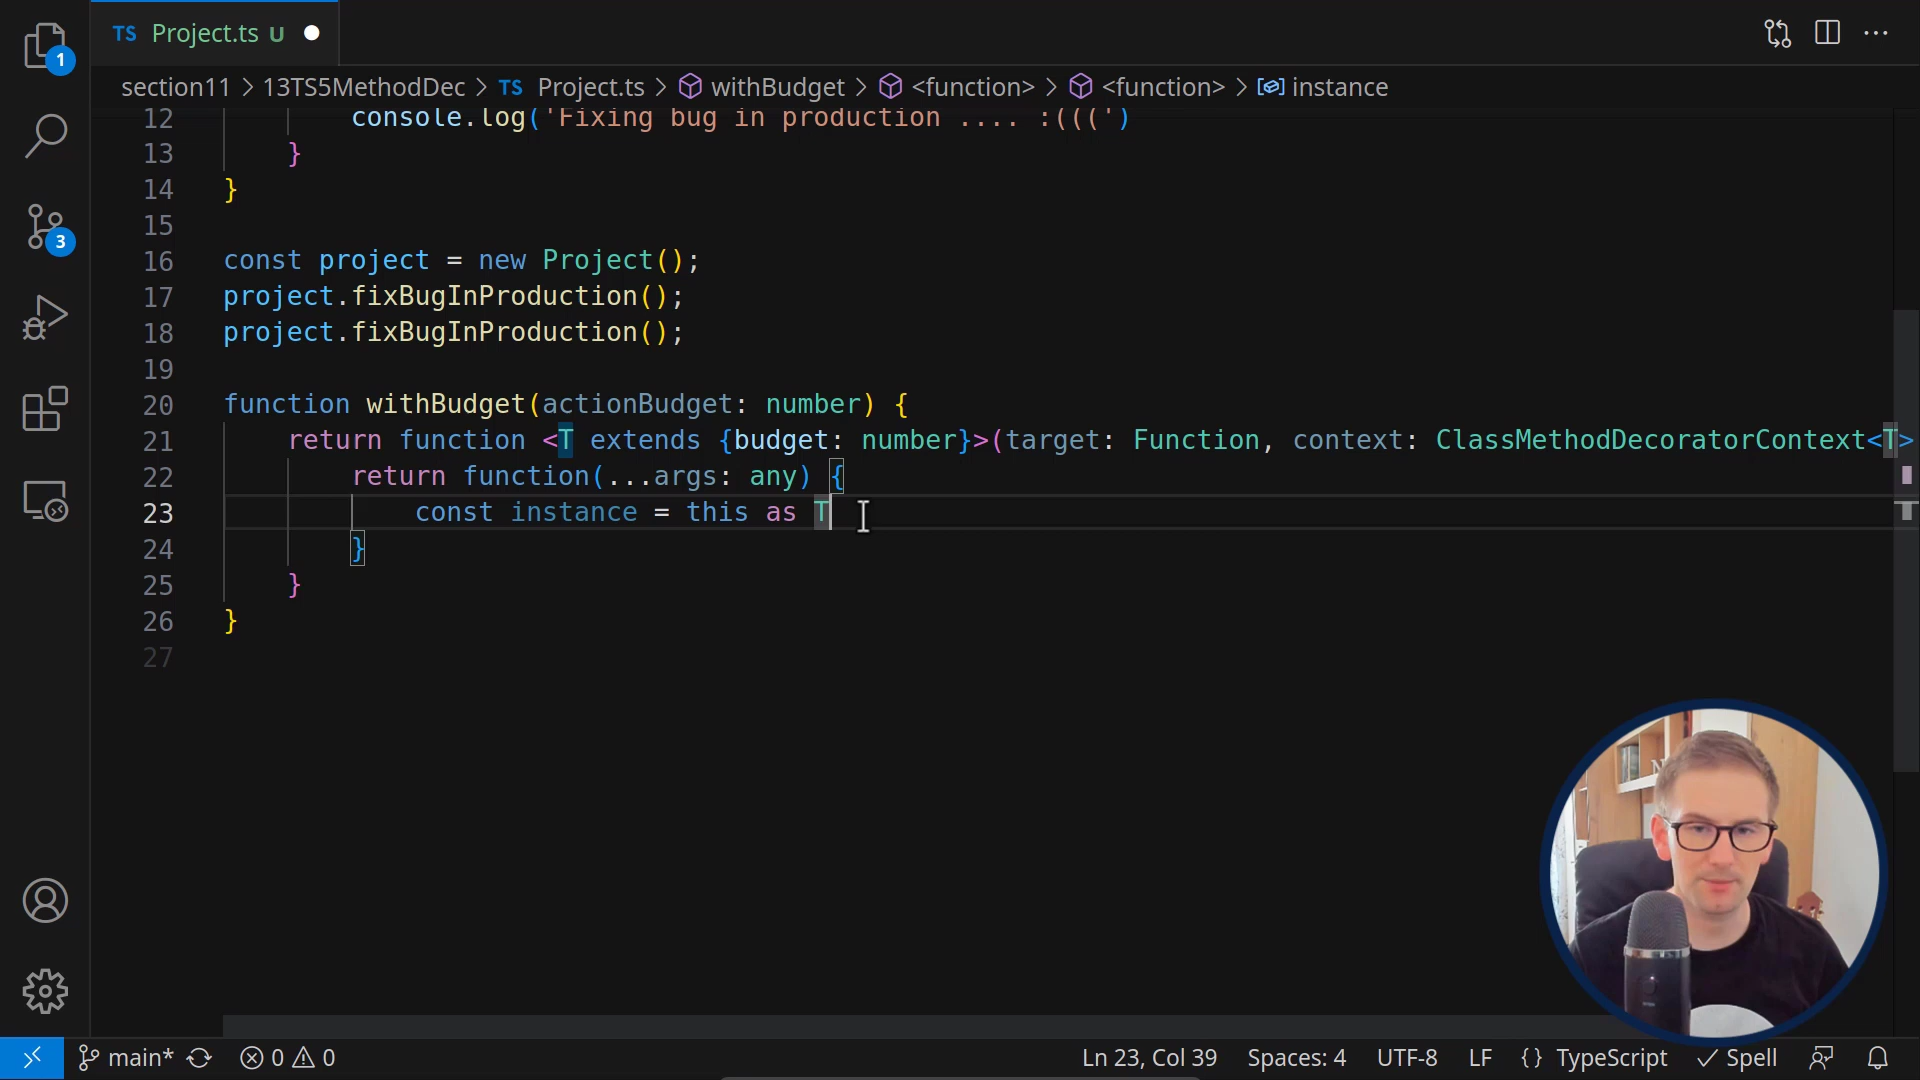 1
3
TS Project.ts U
section11 > 13TS5MethodDec > TS Project.ts > withBudget > <function> > <function> > instance
12 console.log('Fixing bug in production .... :(((')
13 }
14 }
15
16 const project = new Project();
17 project.fixBugInProduction();
18 project.fixBugInProduction();
19
20 function withBudget(actionBudget: number) {
21 return function <T extends {budget: number}>(target: Function, context: ClassMethodDecoratorContext<T>
22 return function(...args: any) {
23 const instance = this as T
24 }
25 }
26 }
27
main* 0 0 Ln 23, Col 39 Spaces: 4 UTF-8 LF {} TypeScript Spell